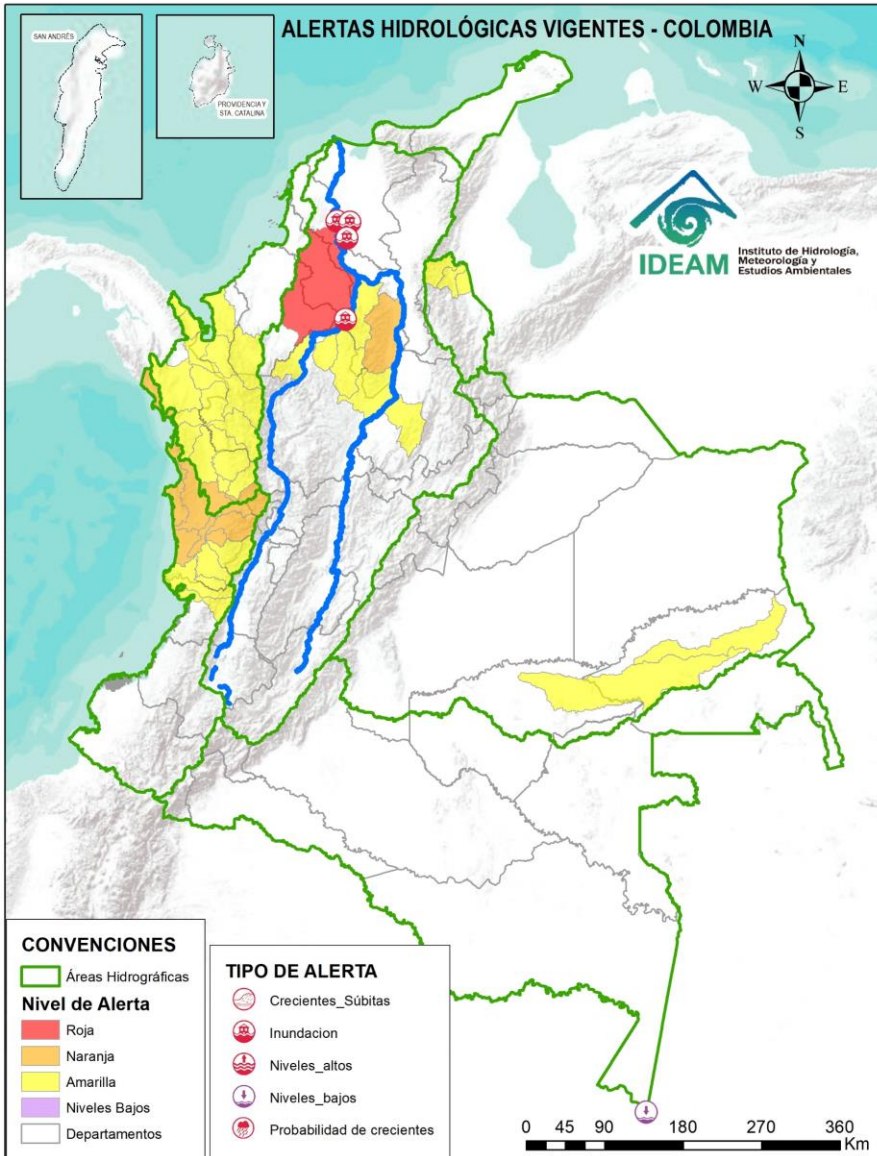 ALERTAS HIDROLÓGICAS VIGENTES - COLOMBIA
SAN ANDRÉS
PROVIDENCIA Y
STA. CATALINA
N
W
E
S
IDEAM
Instituto de Hidrología,
Meteorología y
Estudios Ambientales
CONVENCIONES
Áreas Hidrográficas
Nivel de Alerta
Roja
Naranja
Amarilla
Niveles Bajos
Departamentos
TIPO DE ALERTA
Crecientes_Súbitas
Inundacion
Niveles_altos
Niveles_bajos
Probabilidad de crecientes
0 45 90 180 270 360
Km